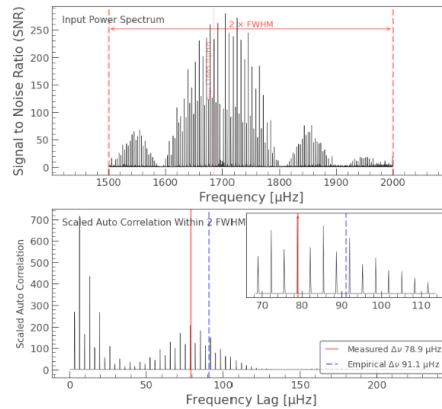 Input Power Spectrum
2 × FWHM
250
200
150
100
50
0
Signal to Noise Ratio (SNR)
1500 1600 1700 1800 1900 2000
Frequency [μHz]
Scaled Auto Correlation Within 2 FWHM
700
600
500
400
300
200
100
0
Scaled Auto Correlation
70 80 90 100 110
Measured Δν 78.9 μHz
Empirical Δν 91.1 μHz
0 50 100 150 200
Frequency Lag [μHz]